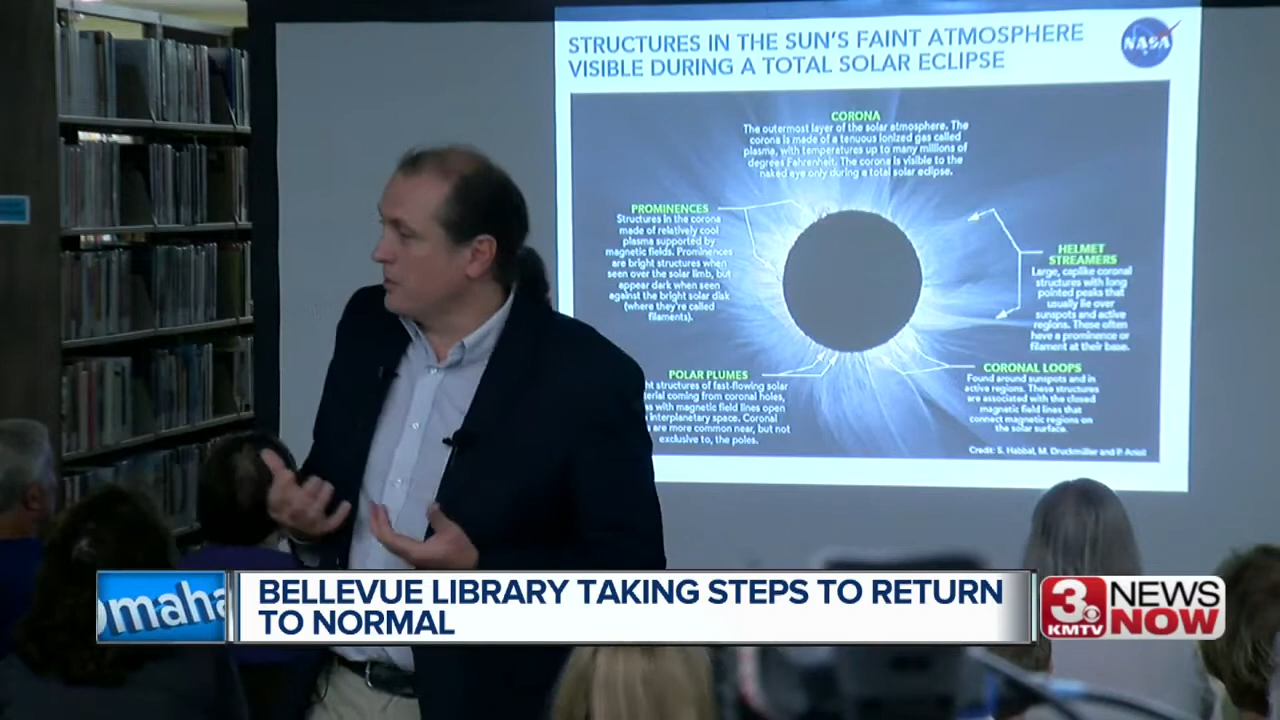 STRUCTURES IN THE SUN'S FAINT ATMOSPHERE
VISIBLE DURING A TOTAL SOLAR ECLIPSE
NASA
CORONA
The outermost layer of the solar atmosphere. The
corona is made of a tenuous ionized gas called
plasma, with temperatures up to many millions of
degrees Fahrenheit. The corona is visible to the
naked eye only during a total solar eclipse.
PROMINENCES
Structures in the corona
made of relatively cool
plasma supported by
magnetic fields. Prominences
are bright structures when
seen over the solar limb, but
appear dark when seen
against the bright solar disk
(where they're called
filaments).
HELMET
STREAMERS
Large, caplike coronal
structures with long
pointed peaks that
usually lie over
sunspots and active
regions. These often
have a prominence or
filament at their base.
POLAR PLUMES
structures of fast-flowing solar
coming from coronal holes,
with magnetic field lines open
interplanetary space. Coronal
are more common near, but not
exclusive to, the poles.
CORONAL LOOPS
Found around sunspots and in
active regions. These structures
are associated with the closed
magnetic field lines that
connect magnetic regions on
the solar surface.
Credit: S. Habbal, M. Druckmüller and P. Aniol
Omaha
BELLEVUE LIBRARY TAKING STEPS TO RETURN
TO NORMAL
3
KMTV
NEWS
NOW